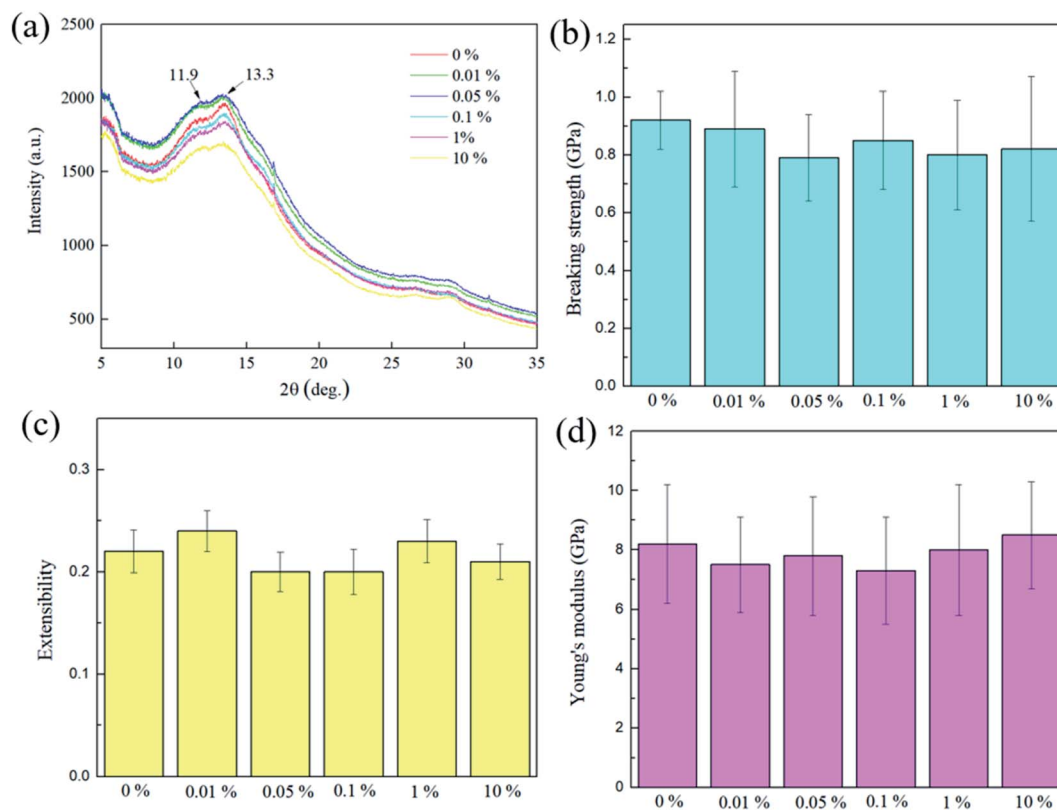 (a)
2500
2000
1500
1000
500
Intensity (a.u.)
11.9
13.3
0 %
0.01 %
0.05 %
0.1 %
1%
10 %
5 10 15 20 25 30 35
2θ (deg.)
(b)
1.2
1.0
0.8
0.6
0.4
0.2
0.0
Breaking strength (GPa)
0 % 0.01 % 0.05 % 0.1 % 1 % 10 %
(c)
0.3
0.2
0.1
0.0
Extensibility
0 % 0.01 % 0.05 % 0.1 % 1 % 10 %
(d)
12
10
8
6
4
2
0
Young's modulus (GPa)
0 % 0.01 % 0.05 % 0.1 % 1 % 10 %